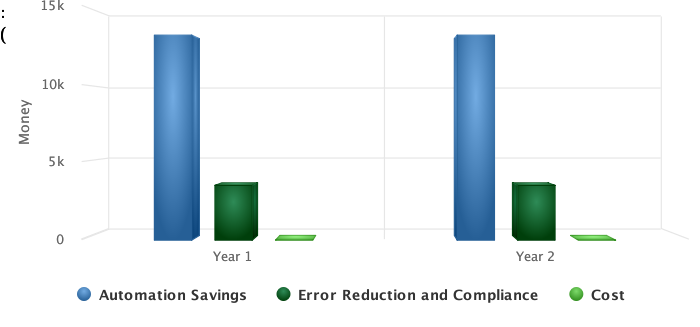 :
(
15k
10k
5k
0
Money
Year 1
Year 2
Automation Savings
Error Reduction and Compliance
Cost